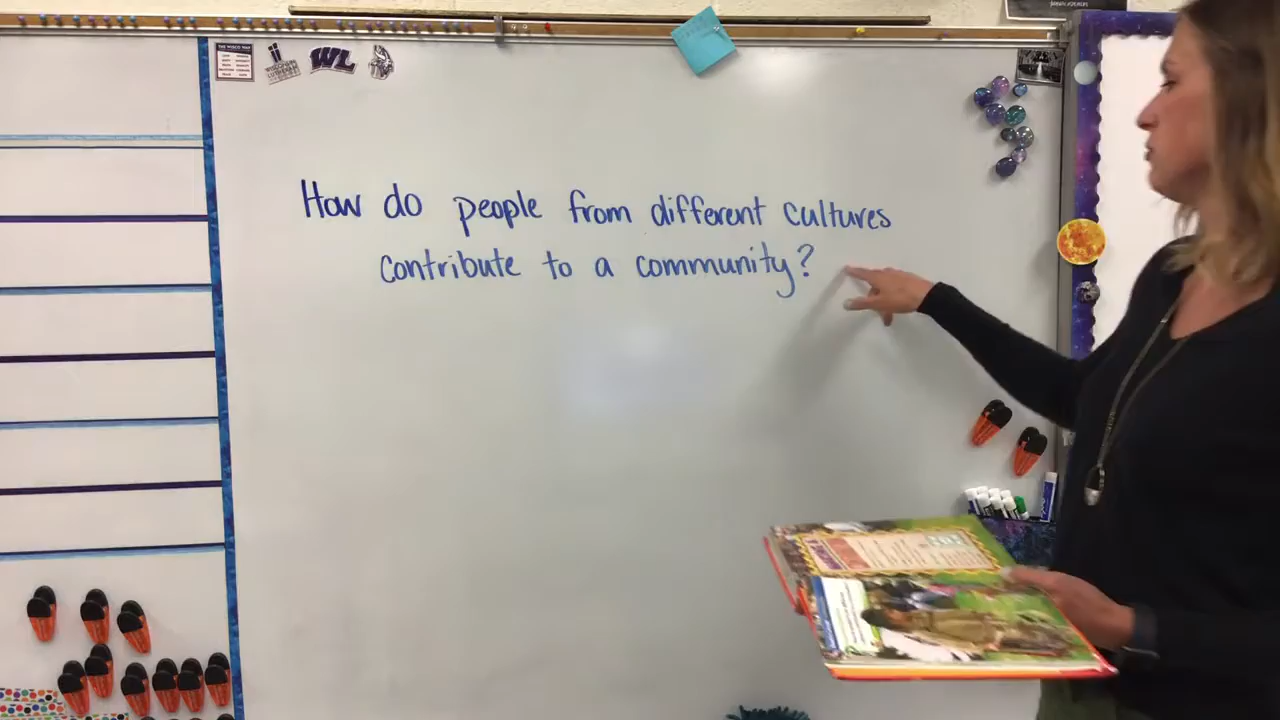 WL
How do people from different cultures
contribute to a community?